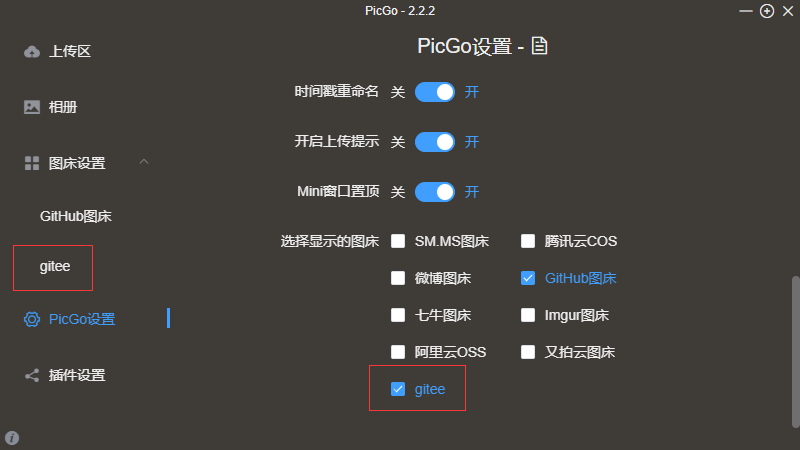 PicGo - 2.2.2
上传区
相册
图床设置
GitHub图床
gitee
PicGo设置
插件设置
PicGo设置 -
时间戳重命名 关 开
开启上传提示 关 开
Mini窗口置顶 关 开
选择显示的图床 SM.MS图床 腾讯云COS
微博图床 GitHub图床
七牛图床 Imgur图床
阿里云OSS 又拍云图床
gitee